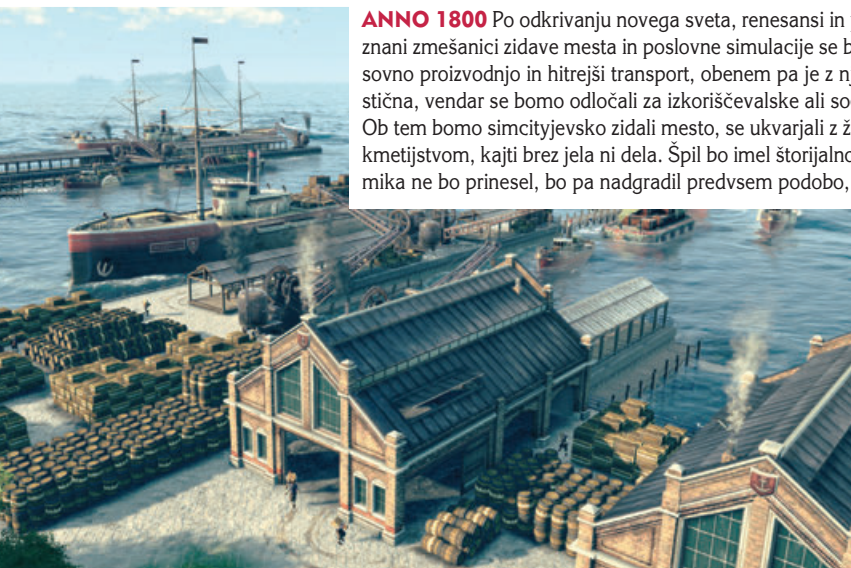 ANNO 1800 Po odkrivanju novega sveta, renesansi in
znani zmešanici zidave mesta in poslovne simulacije se
sovno proizvodnjo in hitrejši transport, obenem pa je z
stična, vendar se bomo odločali za izkoriščevalske ali
Ob tem bomo simcityjevsko zidali mesto, se ukvarjali z
kmetijstvom, kajti brez jela ni dela. Špil bo imel štorijalno
mika ne bo prinesel, bo pa nadgradil predvsem podobo,